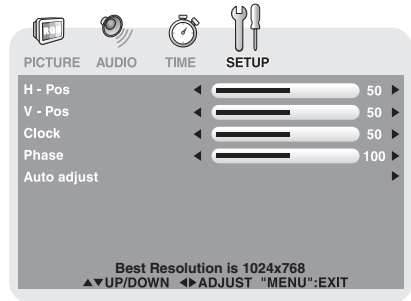 RGB
PICTURE AUDIO TIME SETUP
H - Pos 50
V - Pos 50
Clock 50
Phase 100
Auto adjust
Best Resolution is 1024x768
▲▼UP/DOWN ◀▶ADJUST "MENU":EXIT